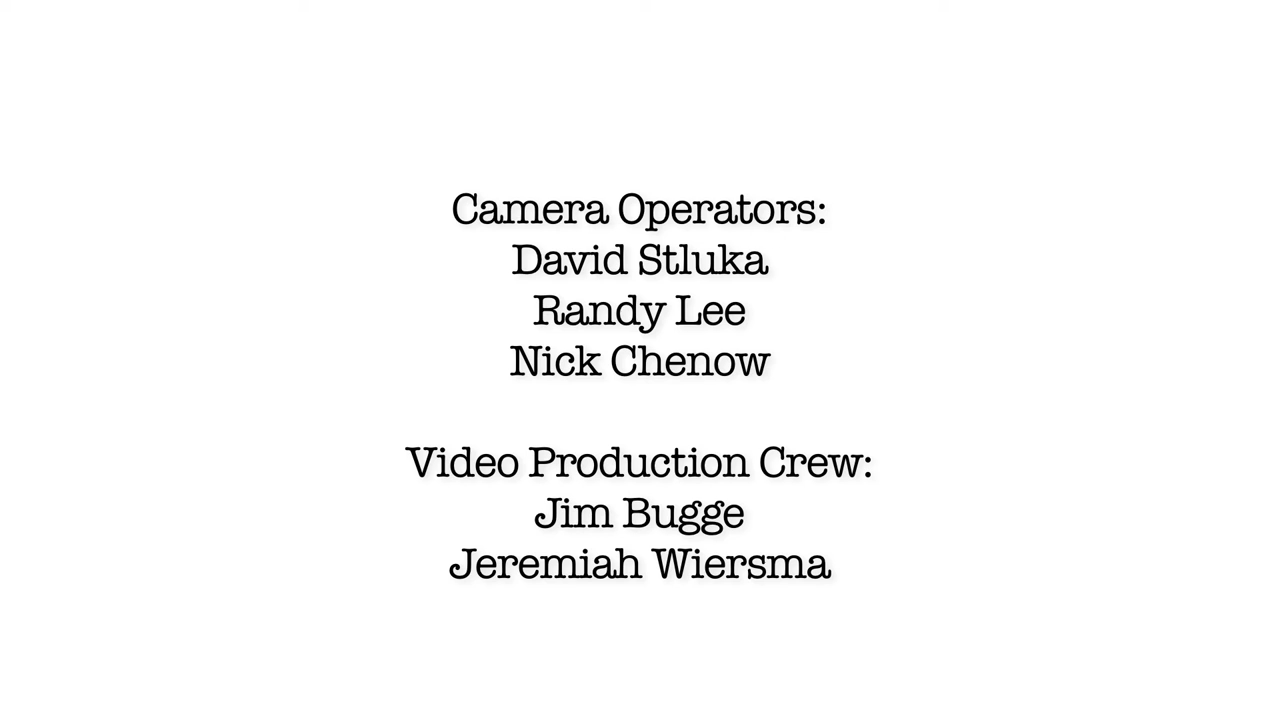 Camera Operators:
David Stluka
Randy Lee
Nick Chenow
Video Production Crew:
Jim Bugge
Jeremiah Wiersma